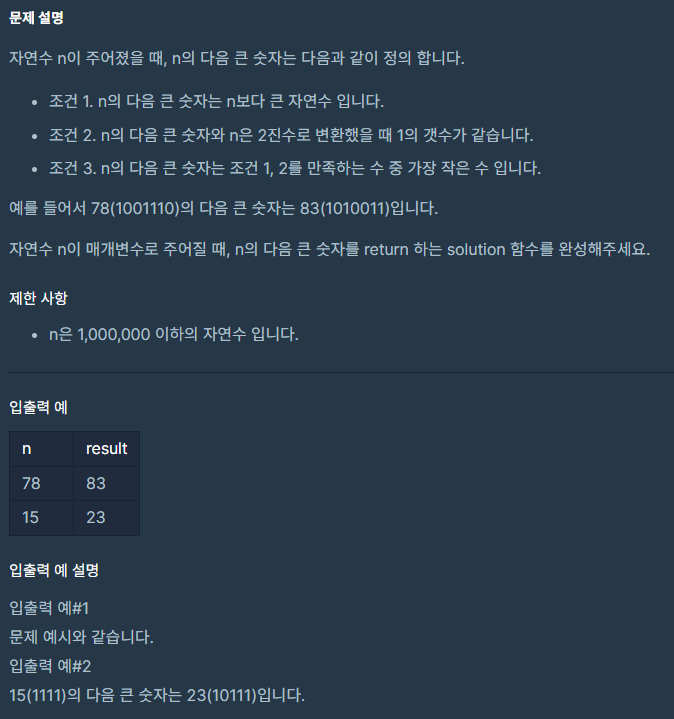 문제 설명
자연수 n이 주어졌을 때, n의 다음 큰 숫자는 다음과 같이 정의 합니다.
• 조건 1. n의 다음 큰 숫자는 n보다 큰 자연수 입니다.
• 조건 2. n의 다음 큰 숫자와 n은 2진수로 변환했을 때 1의 갯수가 같습니다.
• 조건 3. n의 다음 큰 숫자는 조건 1, 2를 만족하는 수 중 가장 작은 수 입니다.
예를 들어서 78(1001110)의 다음 큰 숫자는 83(1010011)입니다.
자연수 n이 매개변수로 주어질 때, n의 다음 큰 숫자를 return 하는 solution 함수를 완성해주세요.
제한 사항
• n은 1,000,000 이하의 자연수 입니다.
입출력 예
n result
78 83
15 23
입출력 예 설명
입출력 예#1
문제 예시와 같습니다.
입출력 예#2
15(1111)의 다음 큰 숫자는 23(10111)입니다.